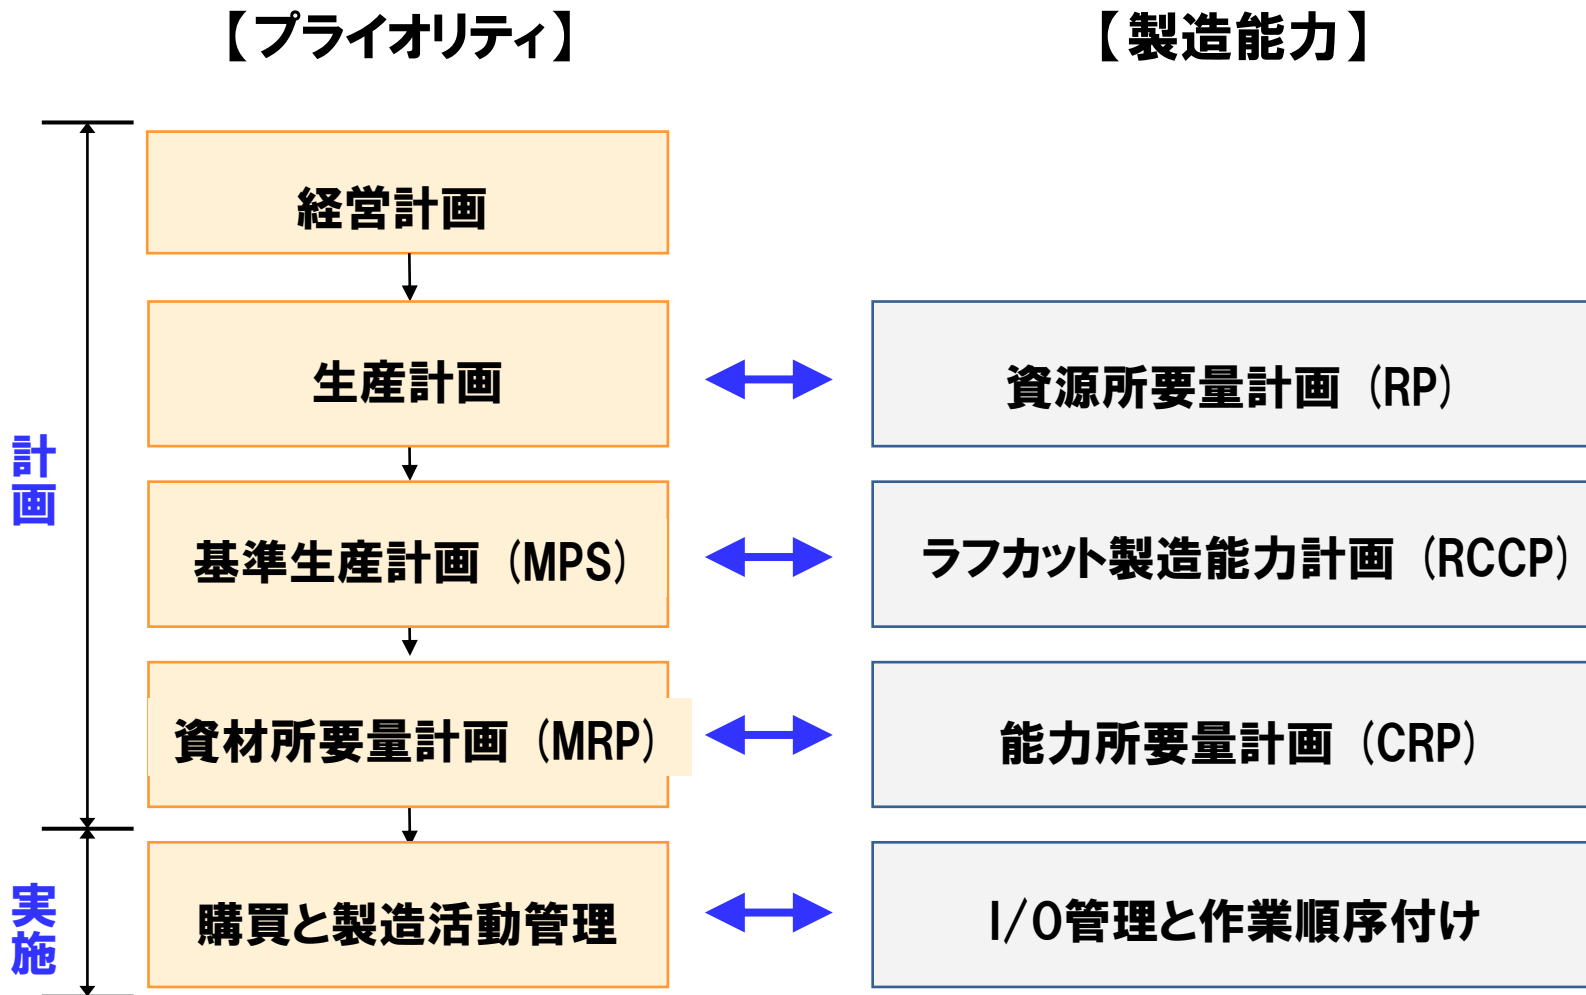 【プライオリティ】
【製造能力】
経営計画
生産計画
資源所要量計画（RP）
計画
基準生産計画（MPS）
ラフカット製造能力計画（RCCP）
資材所要量計画（MRP）
能力所要量計画（CRP）
実施
購買と製造活動管理
I/O管理と作業順序付け